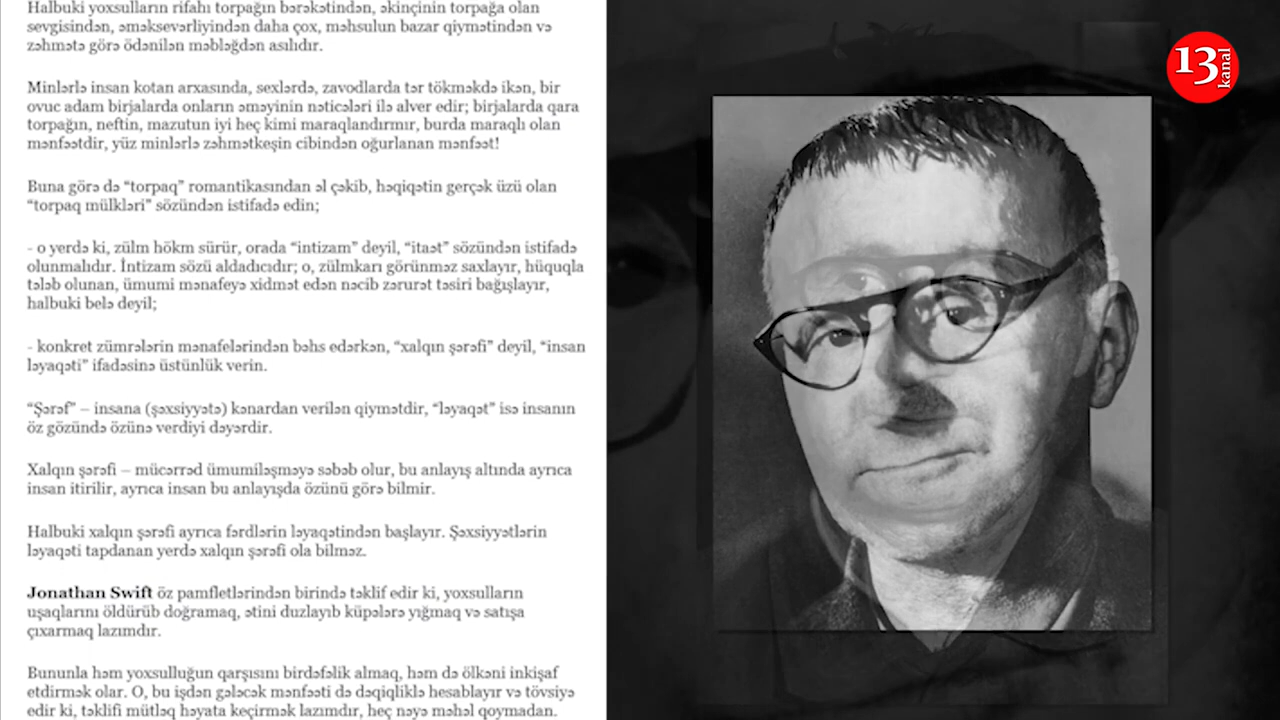 Halbuki yoxsulların rifahı torpağın bərəkətindən, əkinçinin torpağa olan
sevgisindən, əməksevərliyindən daha çox, məhsulun bazar qiymətindən və
zəhmətə görə ödənilən məbləğdən asılıdır.
Minlərlə insan kotan arxasında, sexlərdə, zavodlarda tər tökməkdə ikən, bir
ovuc adam birjalarda onların əməyinin nəticələri ilə alver edir; birjalarda qara
torpağın, neftin, mazutun iyi heç kimi maraqlandırmır, burda maraqlı olan
mənfəətdir, yüz minlərlə zəhmətkeşin cibindən oğurlanan mənfəət!
Buna görə də “torpaq” romantikasından əl çəkib, həqiqətin gerçək üzü olan
“torpaq mülkləri” sözündən istifadə edin;
- o yerdə ki, zülm hökm sürür, orada “intizam” deyil, “itaət” sözündən istifadə
olunmalıdır. İntizam sözü aldadıcıdır; o, zülmkarı görünməz saxlayır, hüquqla
tələb olunan, ümumi mənafeyə xidmət edən nəcib zərurət təsiri bağışlayır,
halbuki belə deyil;
- konkret zümrələrin mənafelərindən bəhs edərkən, “xalqın şərəfi” deyil, “insan
ləyaqəti” ifadəsinə üstünlük verin.
“Şərəf” – insana (şəxsiyyətə) kənardan verilən qiymətdir, “ləyaqət” isə insanın
öz gözündə özünə verdiyi dəyərdir.
Xalqın şərəfi – mücərrəd ümumiləşməyə səbəb olur, bu anlayış altında ayrıca
insan itirilir, ayrıca insan bu anlayışda özünü görə bilmir.
Halbuki xalqın şərəfi ayrıca fərdlərin ləyaqətindən başlayır. Şəxsiyyətlərin
ləyaqəti tapdanan yerdə xalqın şərəfi ola bilməz.
Jonathan Swift öz pamfletlərindən birində təklif edir ki, yoxsulların
uşaqlarını öldürüb doğramaq, ətini duzlayıb küpələrə yığmaq və satışa
çıxarmaq lazımdır.
Bununla həm yoxsulluğun qarşısını birdəfəlik almaq, həm də ölkəni inkişaf
etdirmək olar. O, bu işdən gələcək mənfəəti də dəqiqliklə hesablayır və tövsiyə
edir ki, təklifi mütləq həyata keçirmək lazımdır, heç nəyə məhəl qoymadan.
13
kanal